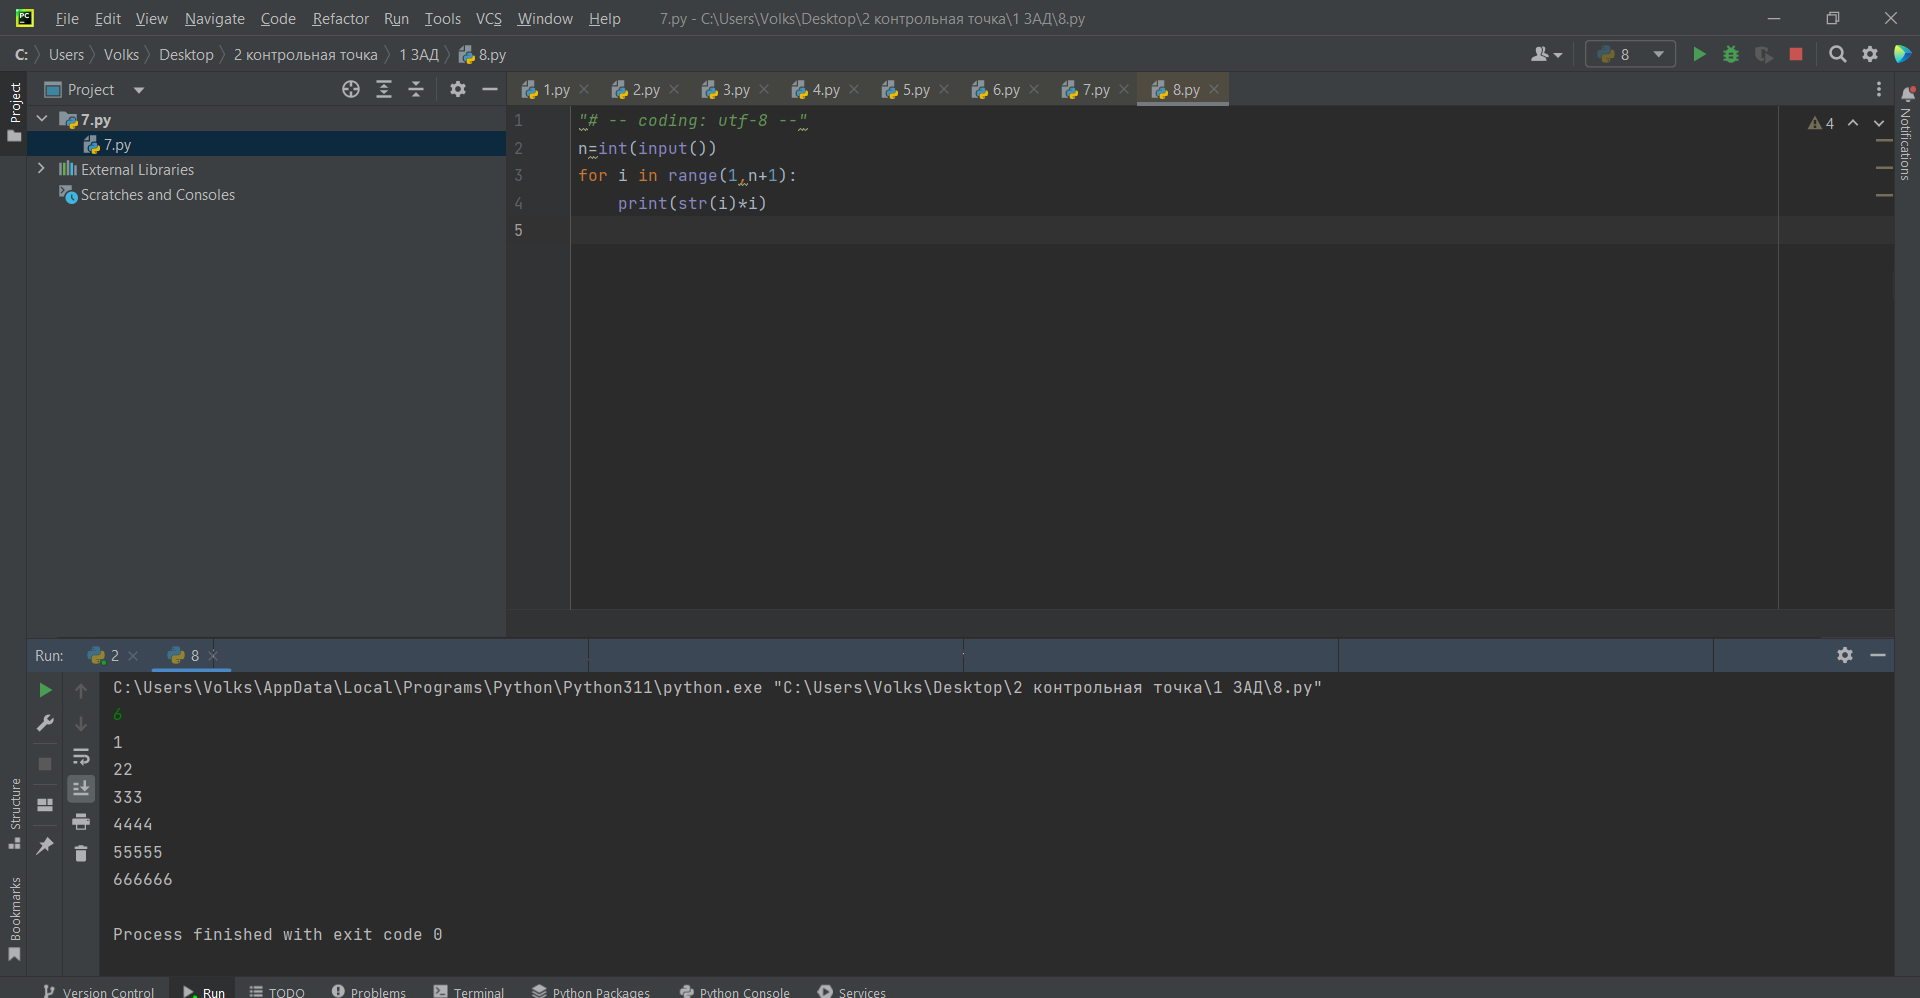 PC File Edit View Navigate Code Refactor Run Tools VCS Window Help 7.py - C:\Users\Volks\Desktop\2 контрольная точка\1 ЗАД\8.py
C: Users Volks Desktop 2 контрольная точка 1 ЗАД 8.py 8
Project
Project
1.py 2.py 3.py 4.py 5.py 6.py 7.py 8.py
7.py
7.py
External Libraries
Scratches and Consoles
1 "# -- coding: utf-8 --"
2 n=int(input())
3 for i in range(1,n+1):
4 print(str(i)*i)
5
4
Notifications
Run: 2 8
C:\Users\Volks\AppData\Local\Programs\Python\Python311\python.exe "C:\Users\Volks\Desktop\2 контрольная точка\1 ЗАД\8.py"
6
1
22
333
4444
55555
666666
Process finished with exit code 0
Structure
Bookmarks
Version Control Run TODO Problems Terminal Python Packages Python Console Services